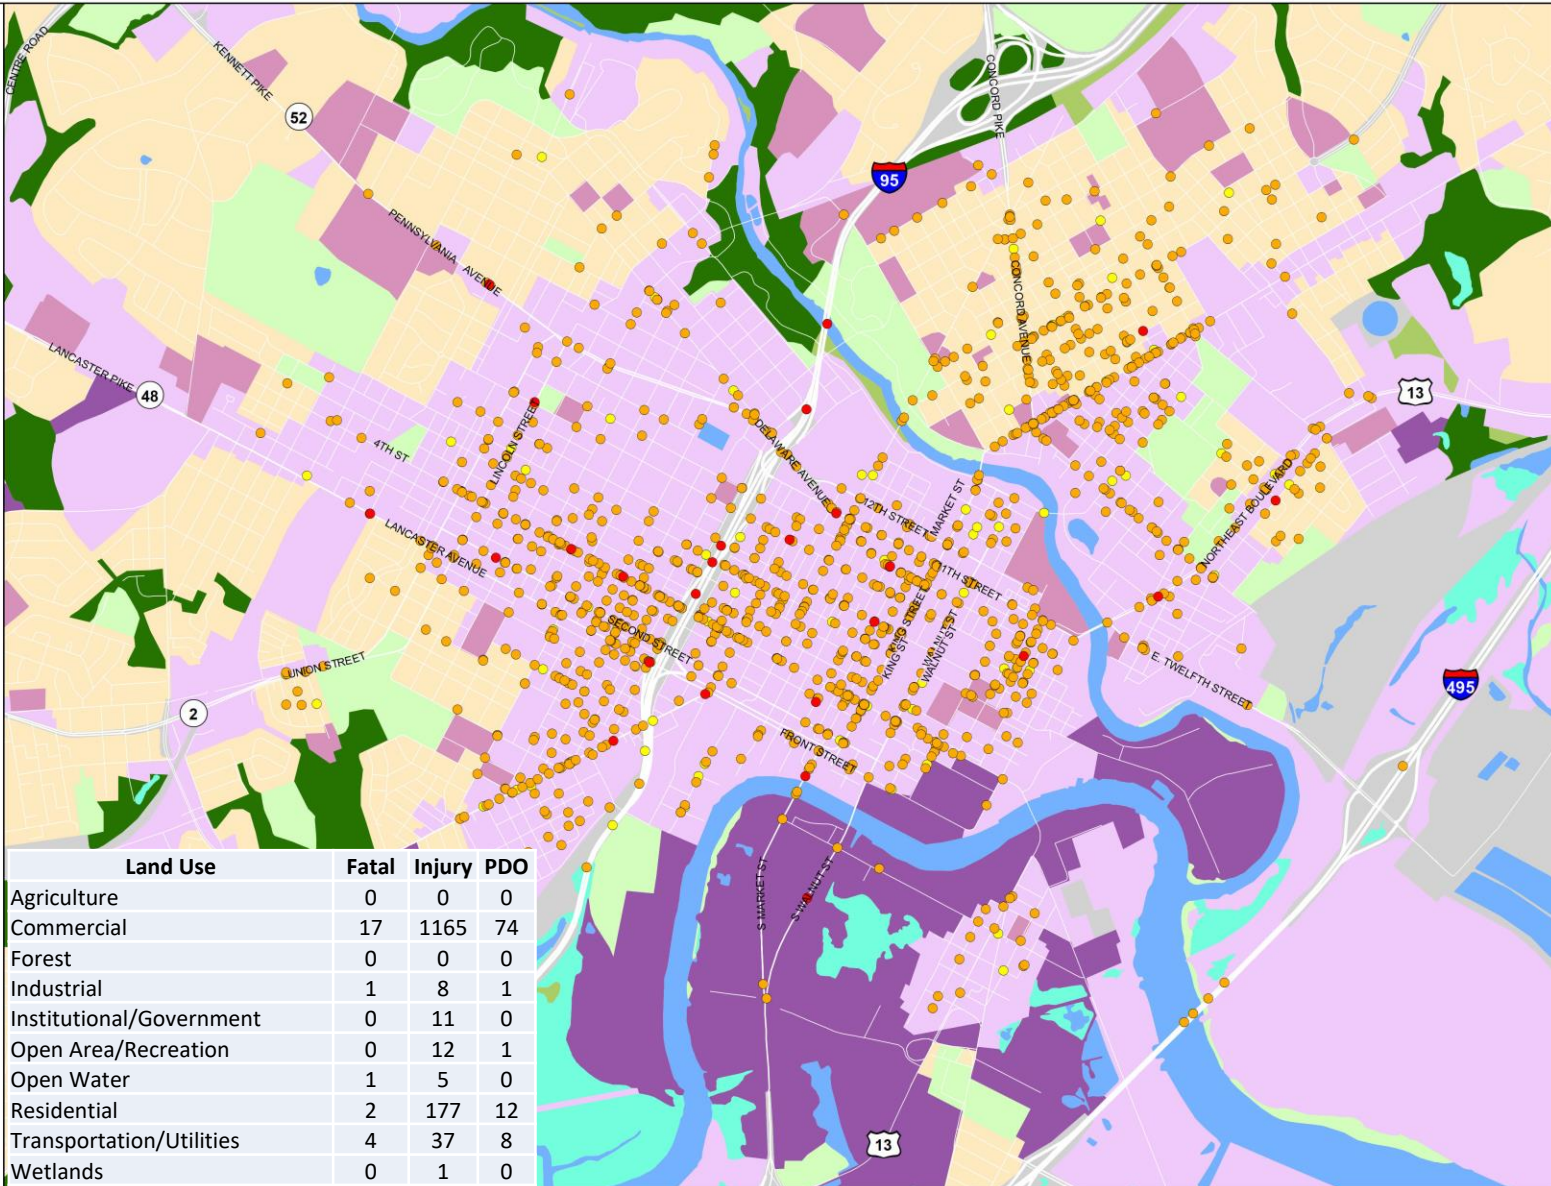 CENTRE ROAD
KENNETT PIKE
52
CONCORD PIKE
95
PENNSYLVANIA AVENUE
CONCORD AVENUE
LANCASTER PIKE
48
13
4TH ST
LINCOLN STREET
DELAWARE AVENUE
12TH STREET
MARKET ST
NORTHEAST BOULEVARD
LANCASTER AVENUE
11TH STREET
KING STREET
KING ST
WALNUT ST
WALNUT ST
SECOND STREET
UNION STREET
E. TWELFTH STREET
495
2
FRONT STREET
S MARKET ST
S WALNUT ST
13
Land Use Fatal Injury PDO
Agriculture 0 0 0
Commercial 17 1165 74
Forest 0 0 0
Industrial 1 8 1
Institutional/Government 0 11 0
Open Area/Recreation 0 12 1
Open Water 1 5 0
Residential 2 177 12
Transportation/Utilities 4 37 8
Wetlands 0 1 0